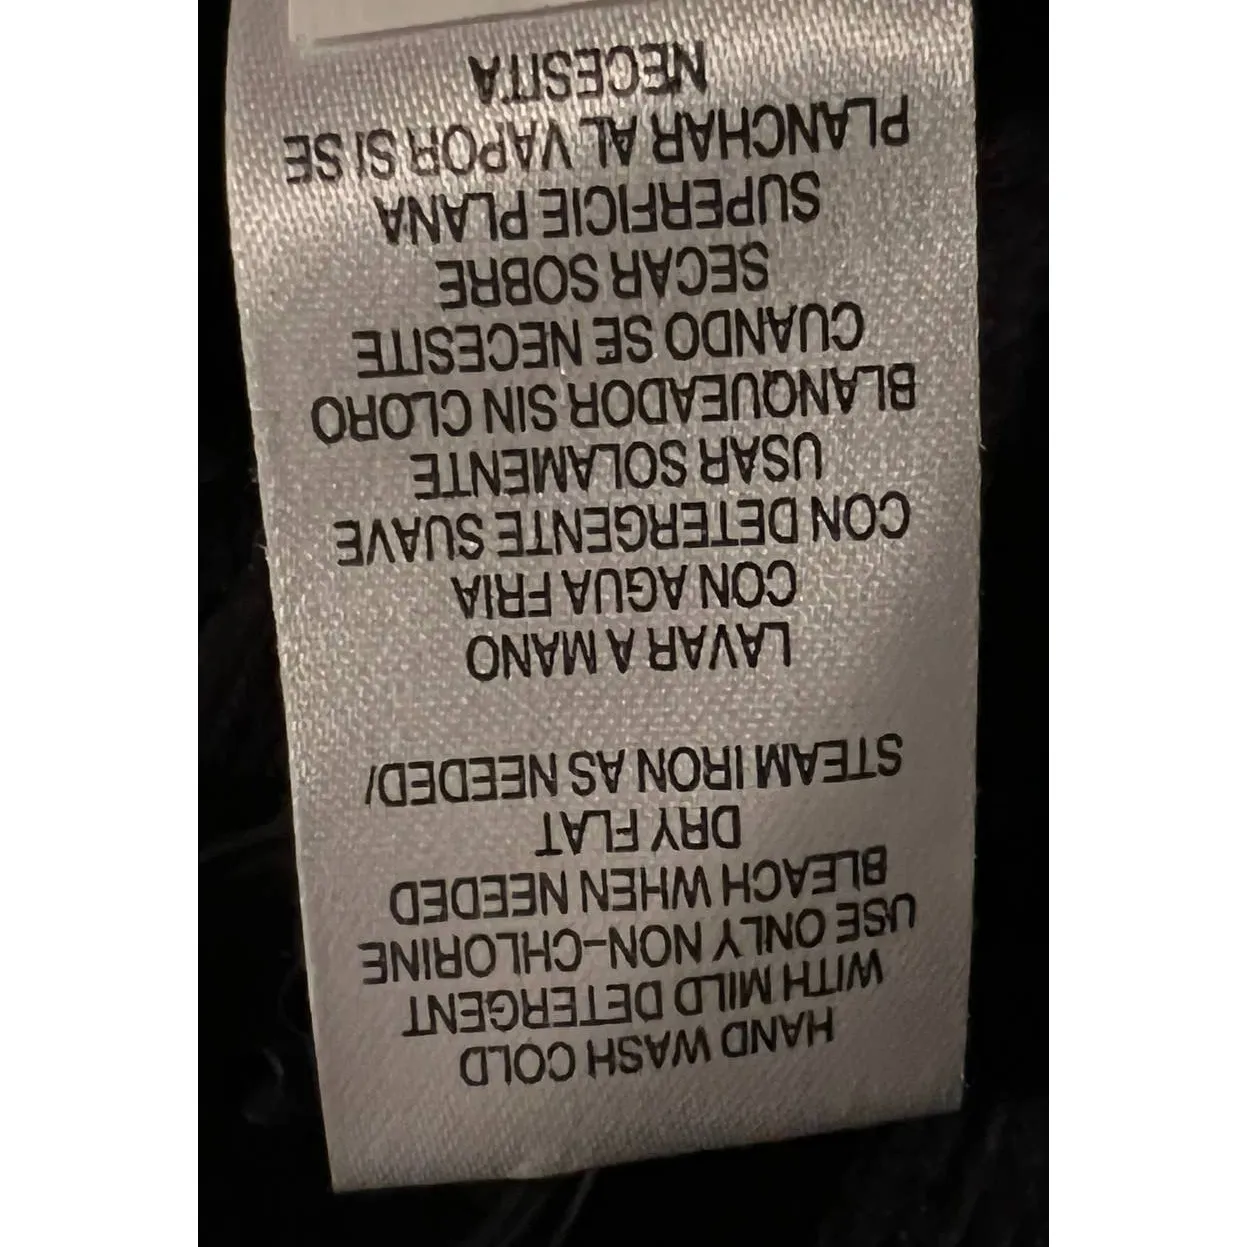 HAND WASH COLD
WITH MILD DETERGENT
USE ONLY NON-CHLORINE
BLEACH WHEN NEEDED
DRY FLAT
STEAM IRON AS NEEDED/
LAVAR A MANO
CON AGUA FRIA
CON DETERGENTE SUAVE
USAR SOLAMENTE
BLANQUEADOR SIN CLORO
CUANDO SE NECESITE
SECAR SOBRE
SUPERFICIE PLANA
PLANCHAR AL VAPOR SI SE
NECESITA